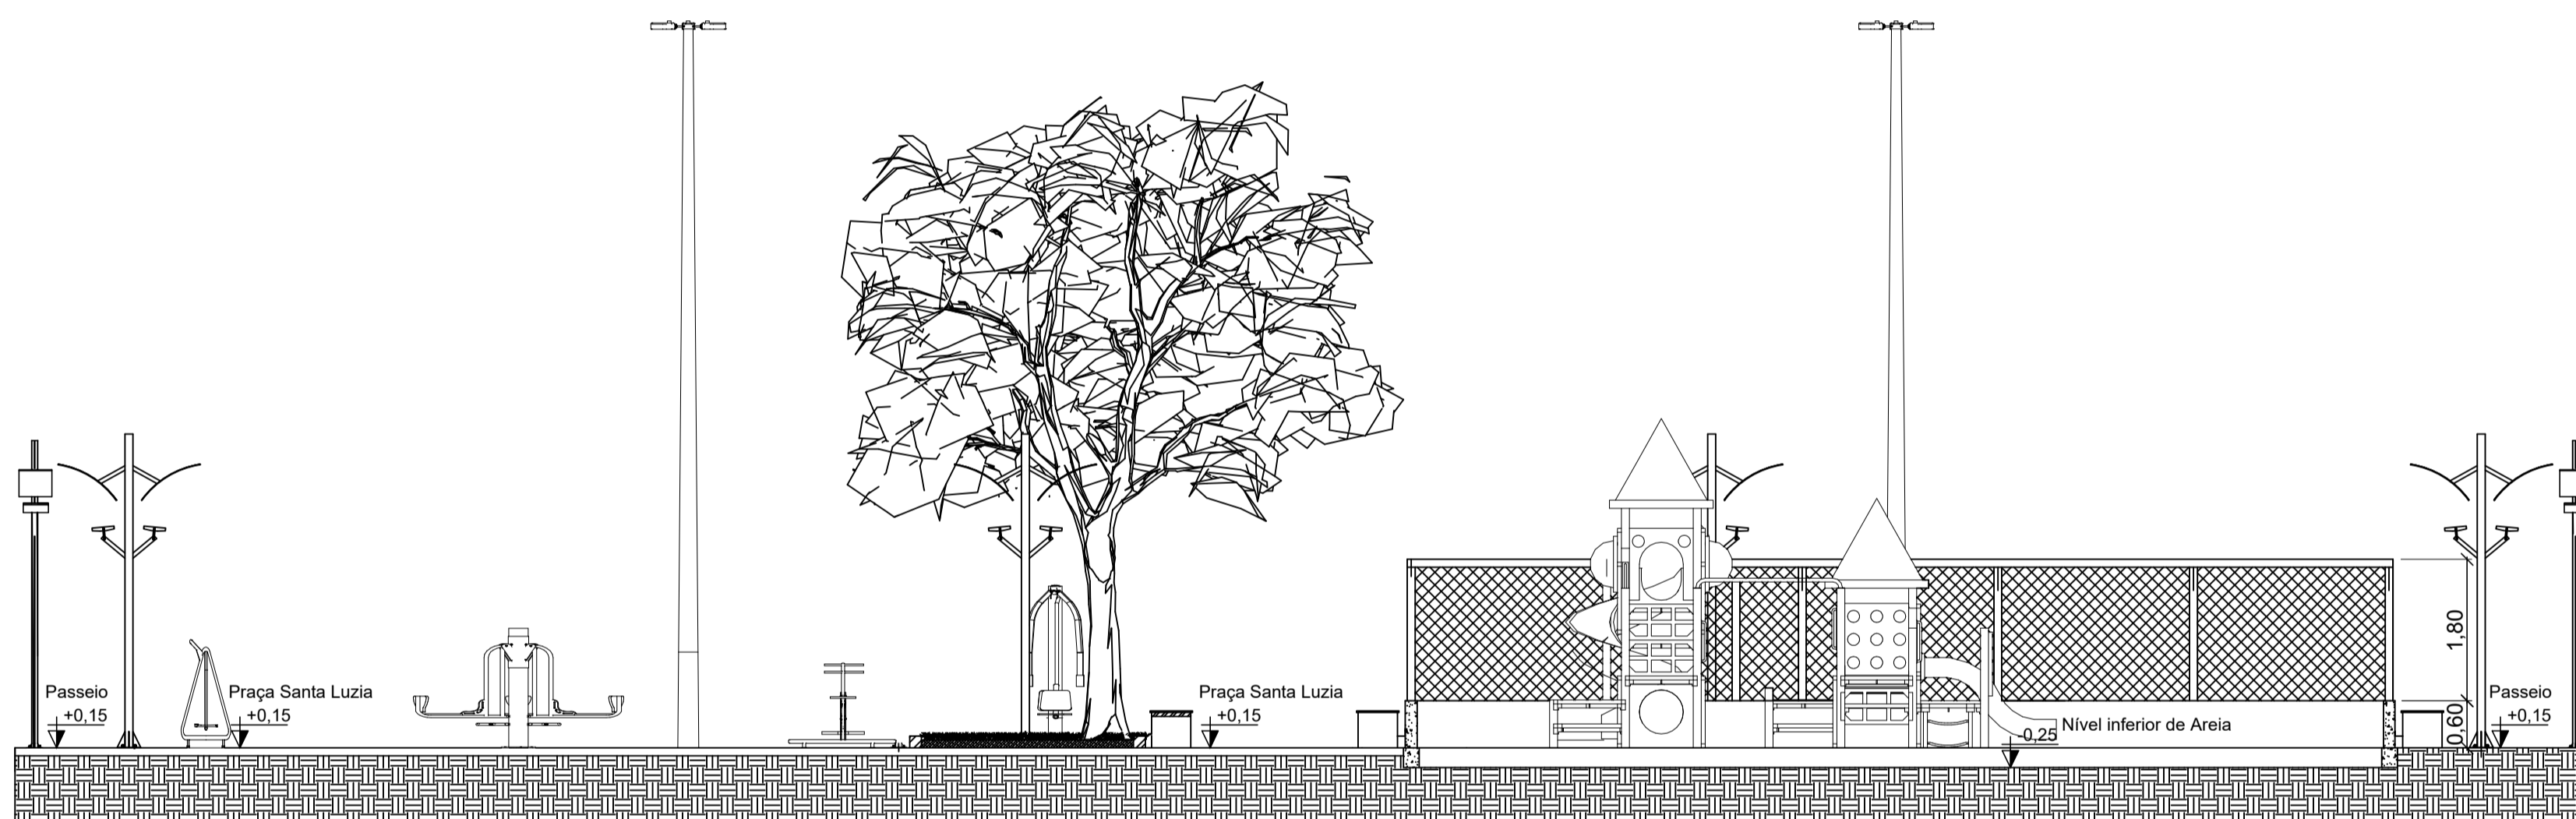 Passeio
+0,15
Praça Santa Luzia
+0,15
Praça Santa Luzia
+0,15
-0,25
Nível inferior de Areia
1,80
0,60
Passeio
+0,15